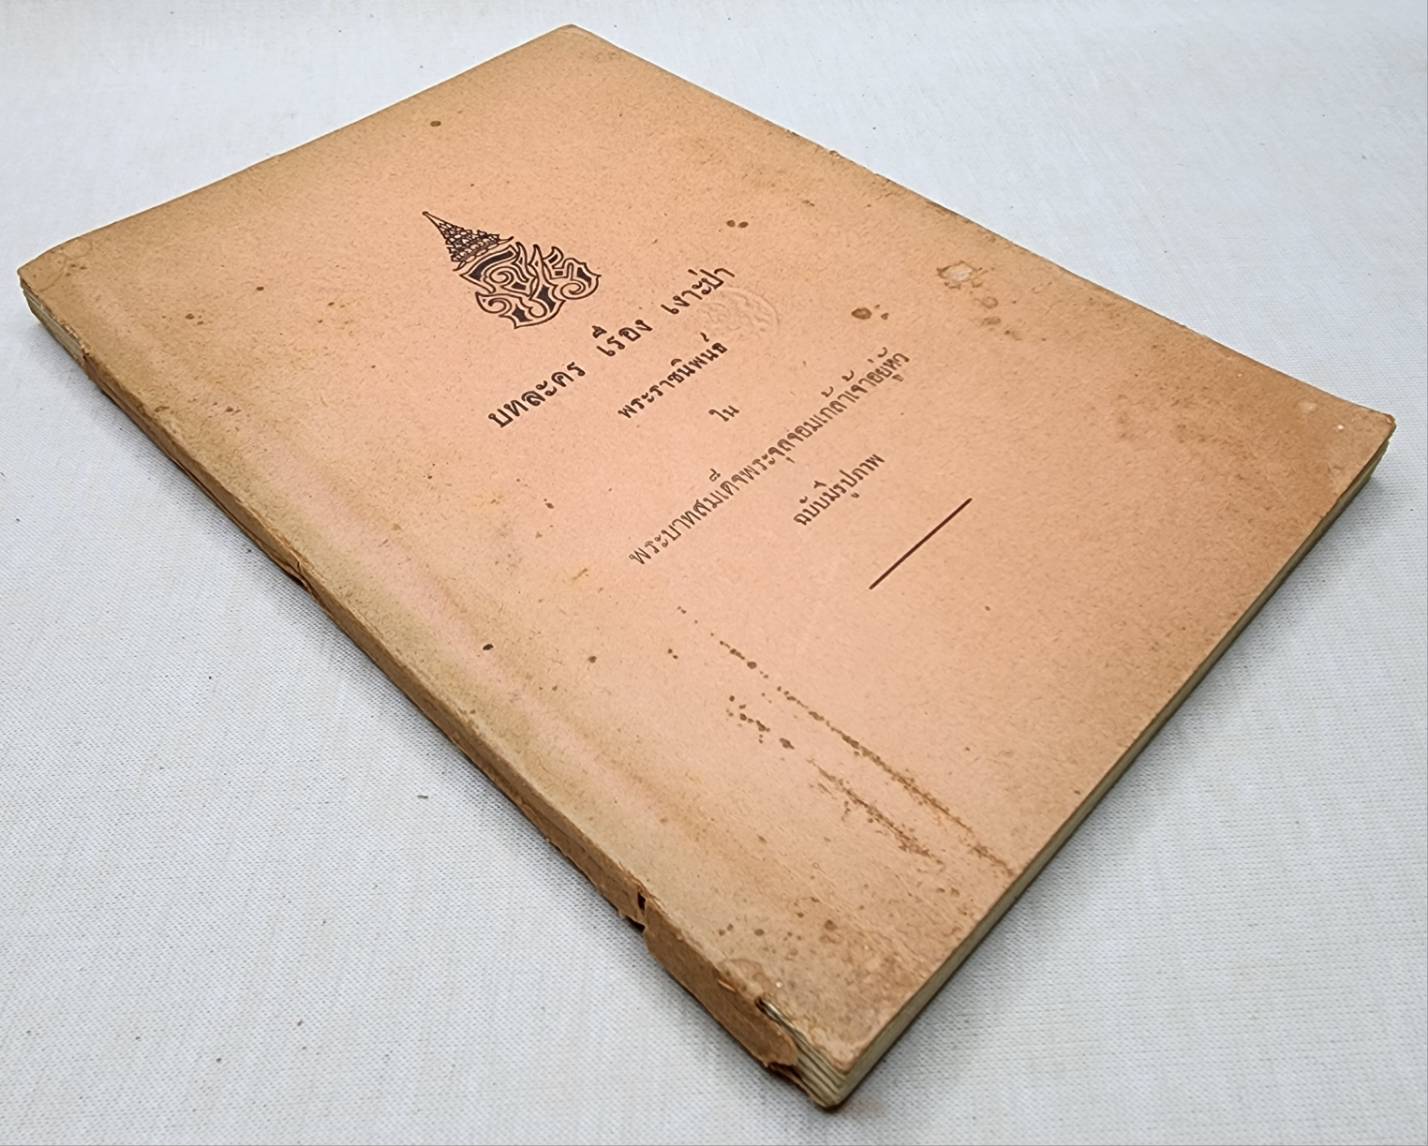 บทละคร เรื่อง เงาะป่า
พระราชนิพนธ์
ใน
พระบาทสมเด็จพระจุลจอมเกล้าเจ้าอยู่หัว
ฉบับมีรูปภาพ